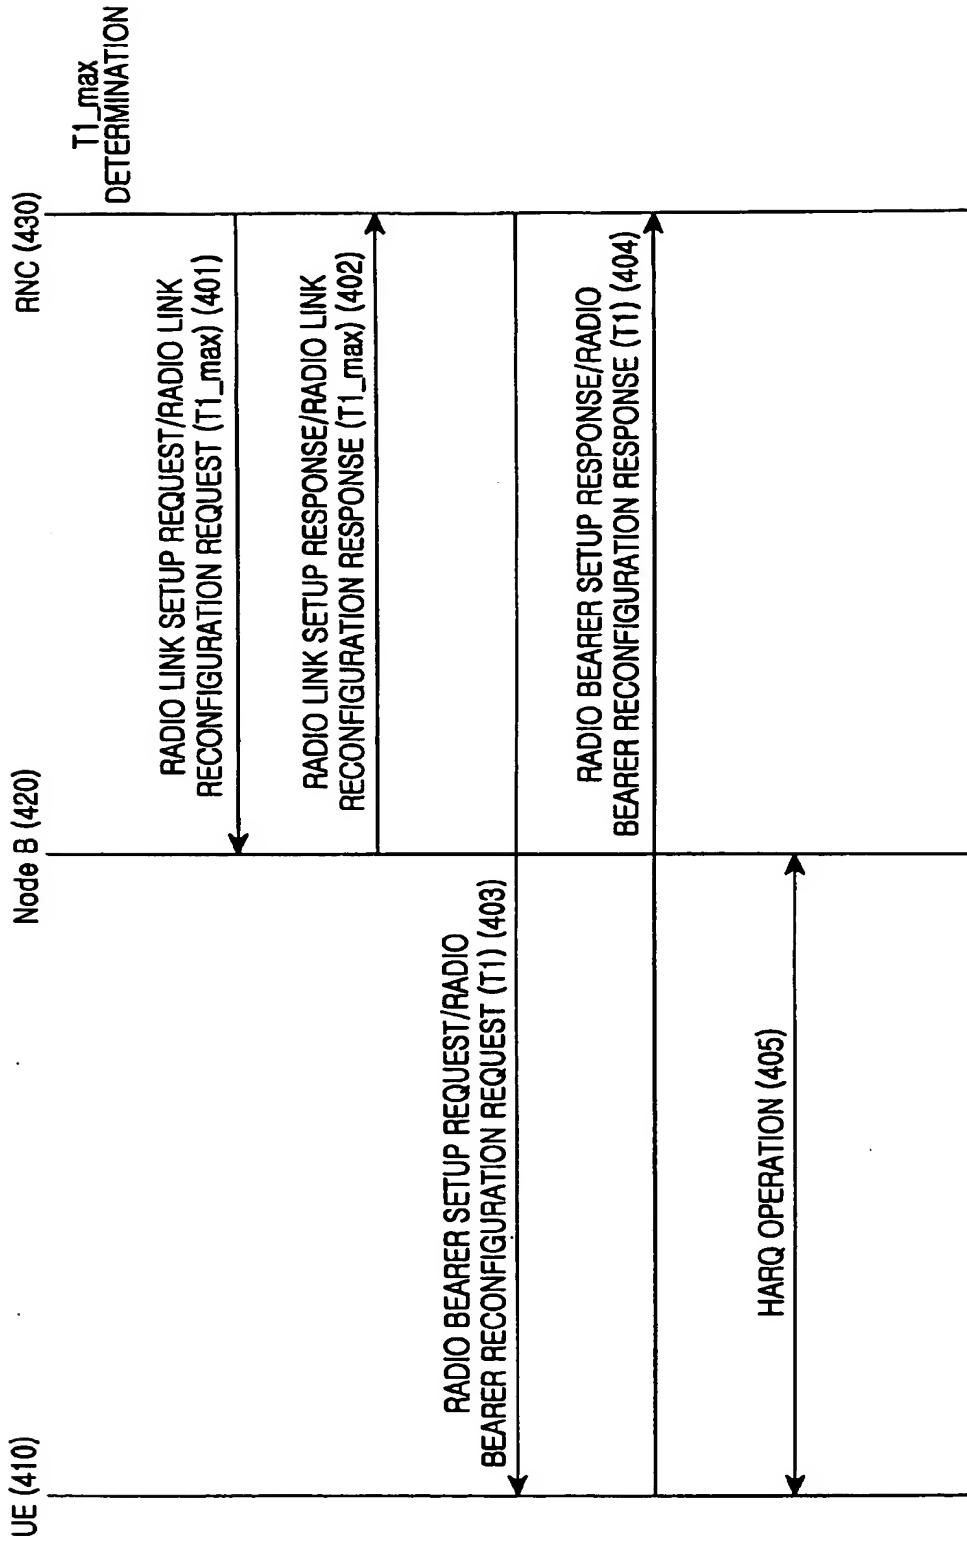 UE (410)
Node B (420)
RNC (430)
T1_max
DETERMINATION
RADIO LINK SETUP REQUEST/RADIO LINK
RECONFIGURATION REQUEST (T1_max) (401)
RADIO LINK SETUP RESPONSE/RADIO LINK
RECONFIGURATION RESPONSE (T1_max) (402)
RADIO BEARER SETUP REQUEST/RADIO
BEARER RECONFIGURATION REQUEST (T1) (403)
RADIO BEARER SETUP RESPONSE/RADIO
BEARER RECONFIGURATION RESPONSE (T1) (404)
HARQ OPERATION (405)